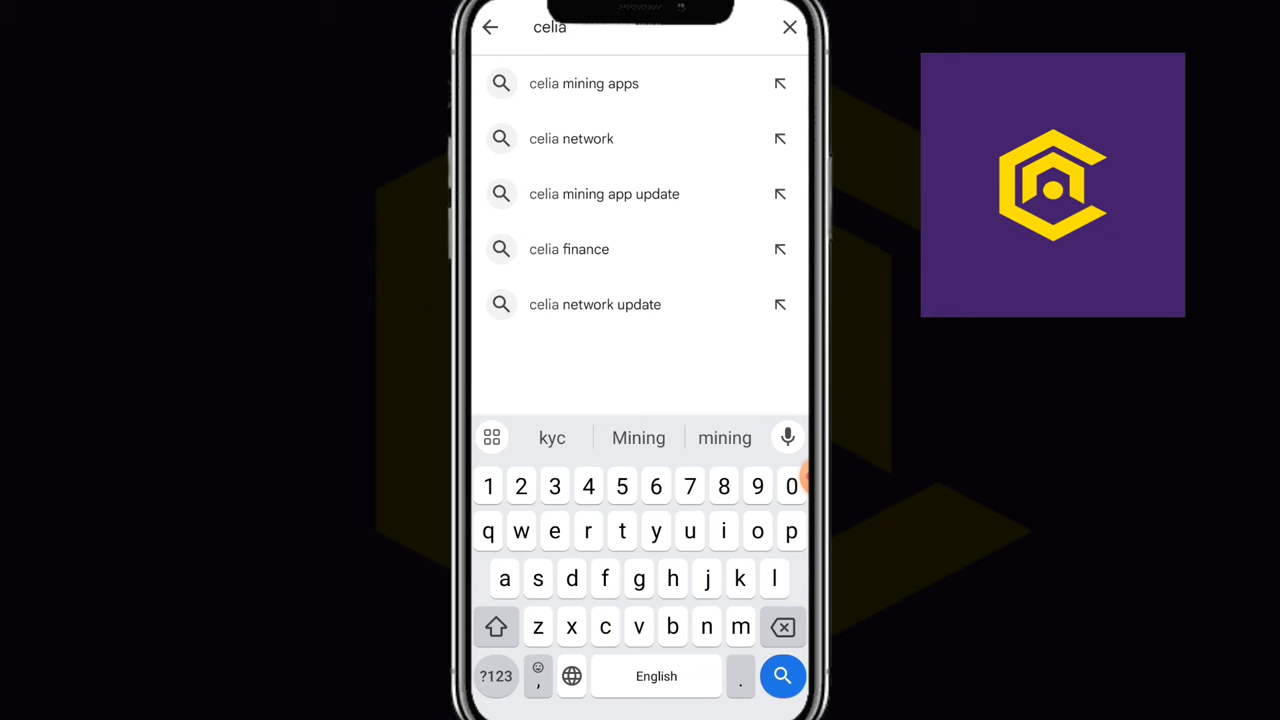 celia
celia mining apps
celia network
celia mining app update
celia finance
celia network update
kyc Mining mining
1 2 3 4 5 6 7 8 9 0
q w e r t y u i o p
a s d f g h j k l
z x c v b n m
?123 , English .